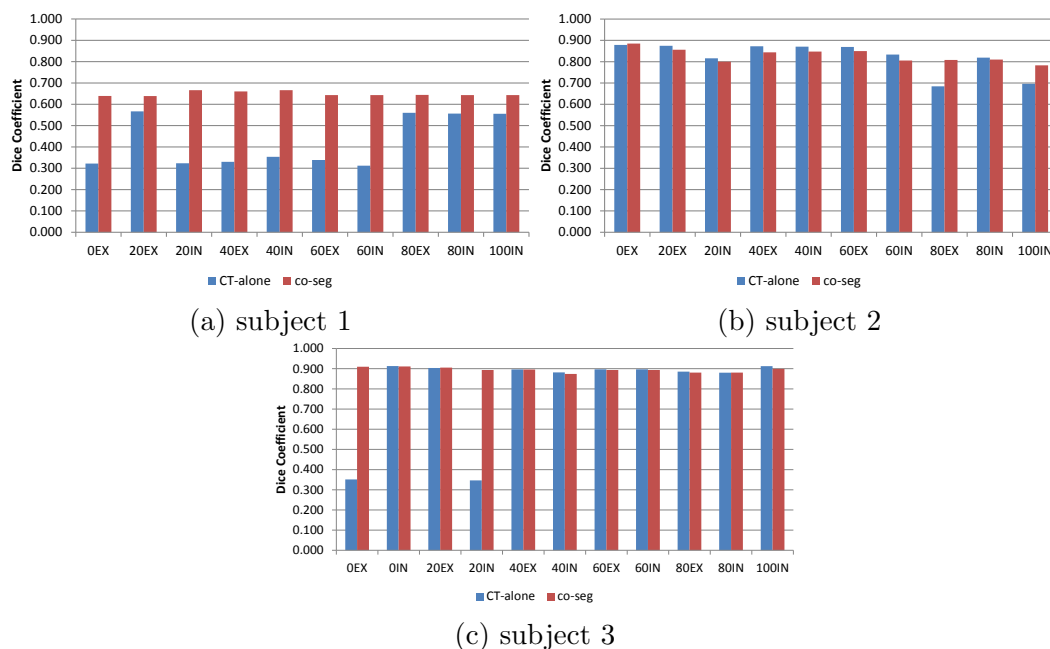 1.000
0.900
0.800
0.700
0.600
0.500
0.400
0.300
0.200
0.100
0.000
Dice Coefficient
0EX 20EX 20IN 40EX 40IN 60EX 60IN 80EX 80IN 100IN
CT-alone co-seg
(a) subject 1
1.000
0.900
0.800
0.700
0.600
0.500
0.400
0.300
0.200
0.100
0.000
Dice Coefficient
0EX 20EX 20IN 40EX 40IN 60EX 60IN 80EX 80IN 100IN
CT-alone co-seg
(b) subject 2
1.000
0.900
0.800
0.700
0.600
0.500
0.400
0.300
0.200
0.100
0.000
Dice Coefficient
0EX 0IN 20EX 20IN 40EX 40IN 60EX 60IN 80EX 80IN 100IN
CT-alone co-seg
(c) subject 3